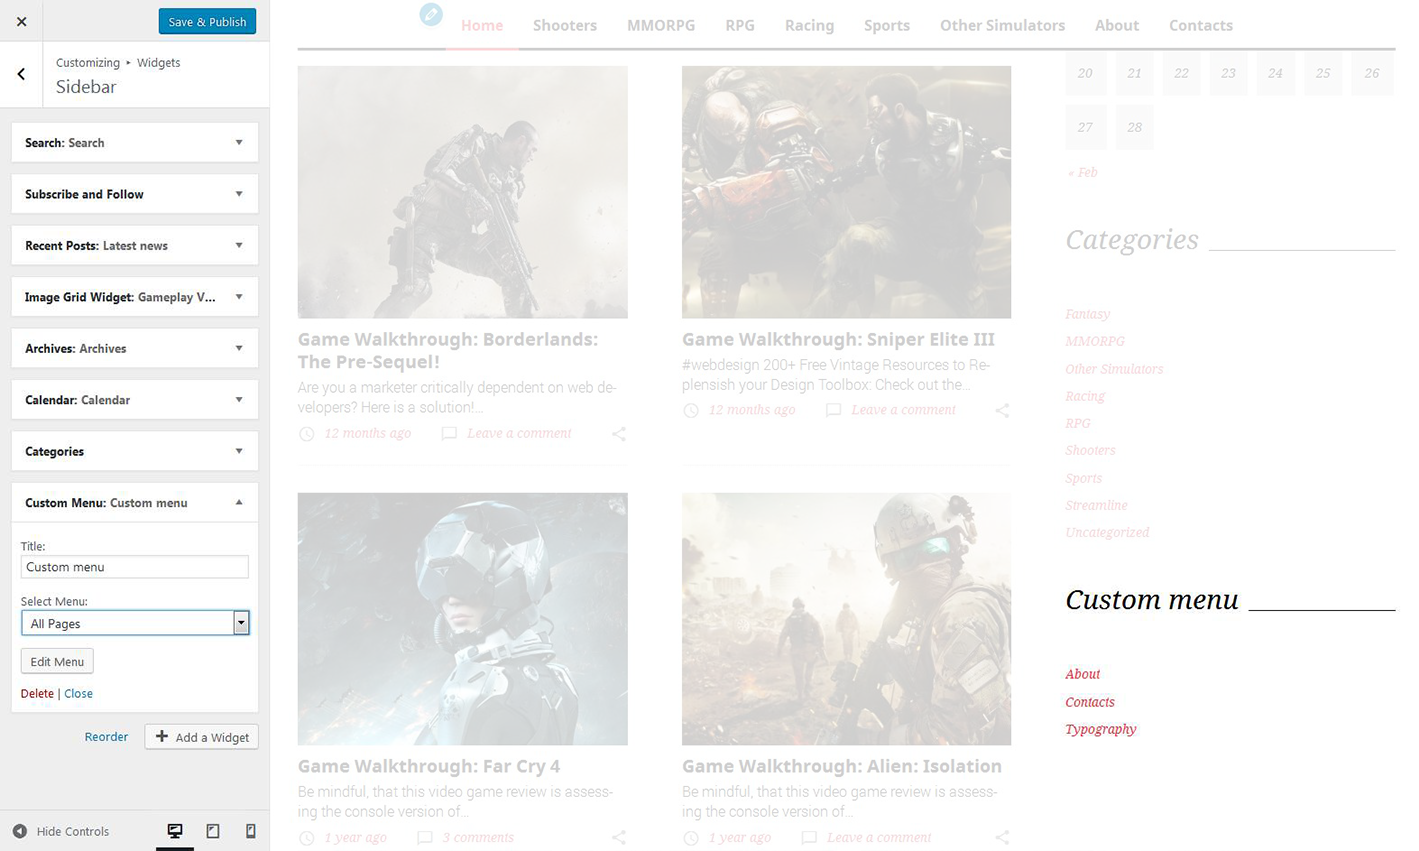 Save & Publish
Customizing ▸ Widgets
Sidebar
Search: Search
Subscribe and Follow
Recent Posts: Latest news
Image Grid Widget: Gameplay V...
Archives: Archives
Calendar: Calendar
Categories
Custom Menu: Custom menu
Title:
Custom menu
Select Menu:
All Pages
Edit Menu
Delete | Close
Reorder
Add a Widget
Hide Controls
Home Shooters MMORPG RPG Racing Sports Other Simulators About Contacts
Game Walkthrough: Borderlands:
The Pre-Sequel!
Are you a marketer critically dependent on web de-
velopers? Here is a solution!...
12 months ago Leave a comment
Game Walkthrough: Sniper Elite III
#webdesign 200+ Free Vintage Resources to Re-
plensish your Design Toolbox: Check out the...
12 months ago Leave a comment
Game Walkthrough: Far Cry 4
Be mindful, that this video game review is assess-
ing the console version of...
1 year ago 3 comments
Game Walkthrough: Alien: Isolation
Be mindful, that this video game review is assess-
ing the console version of...
1 year ago Leave a comment
20 21 22 23 24 25 26
27 28
« Feb
Categories
Fantasy
MMORPG
Other Simulators
Racing
RPG
Shooters
Sports
Streamline
Uncategorized
Custom menu
About
Contacts
Typography